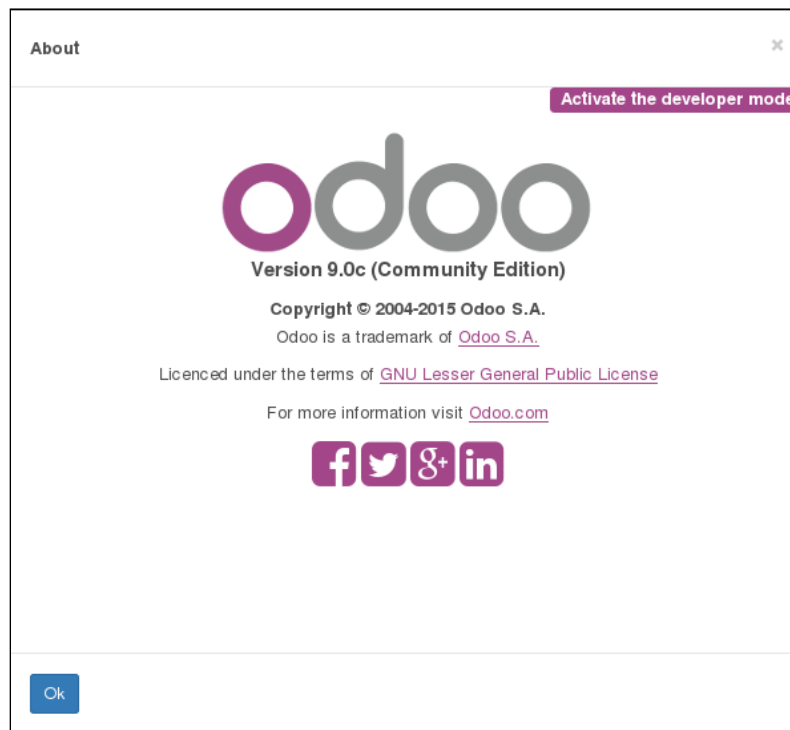 About
×
Activate the developer mode
odoo
Version 9.0c (Community Edition)
Copyright © 2004-2015 Odoo S.A.
Odoo is a trademark of Odoo S.A.
Licenced under the terms of GNU Lesser General Public License
For more information visit Odoo.com
f g+ in
Ok